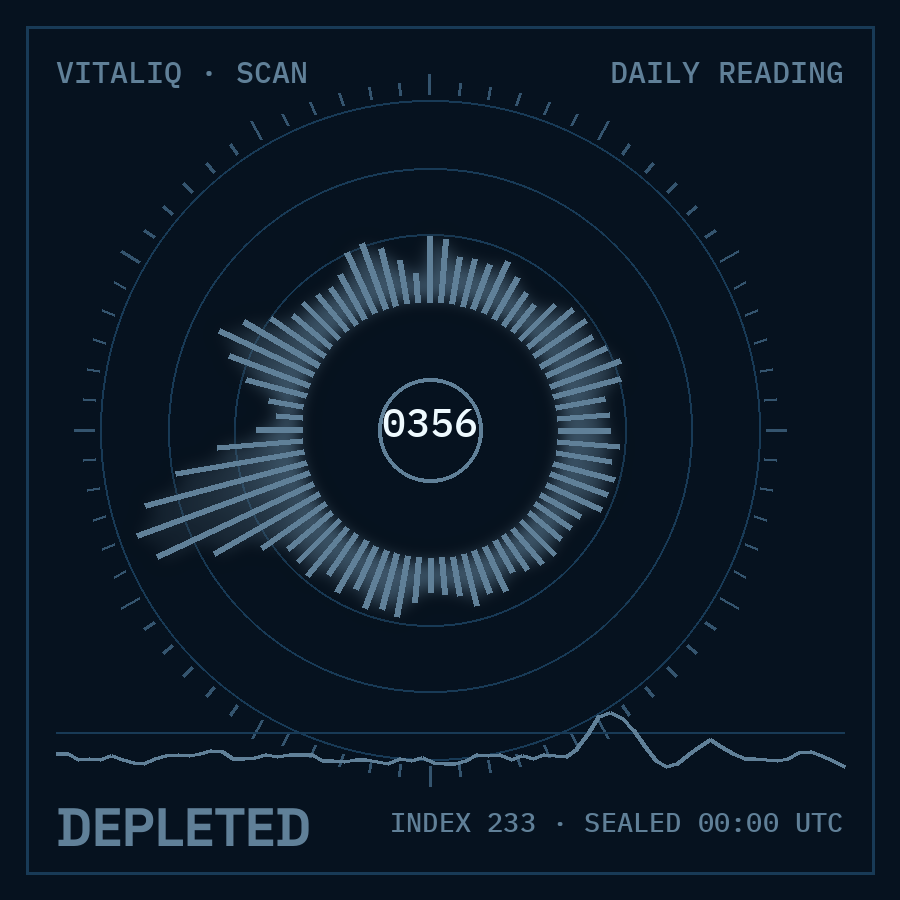 VITALIQ · SCAN
DAILY READING
0356
DEPLETED
INDEX 233 · SEALED 00:00 UTC